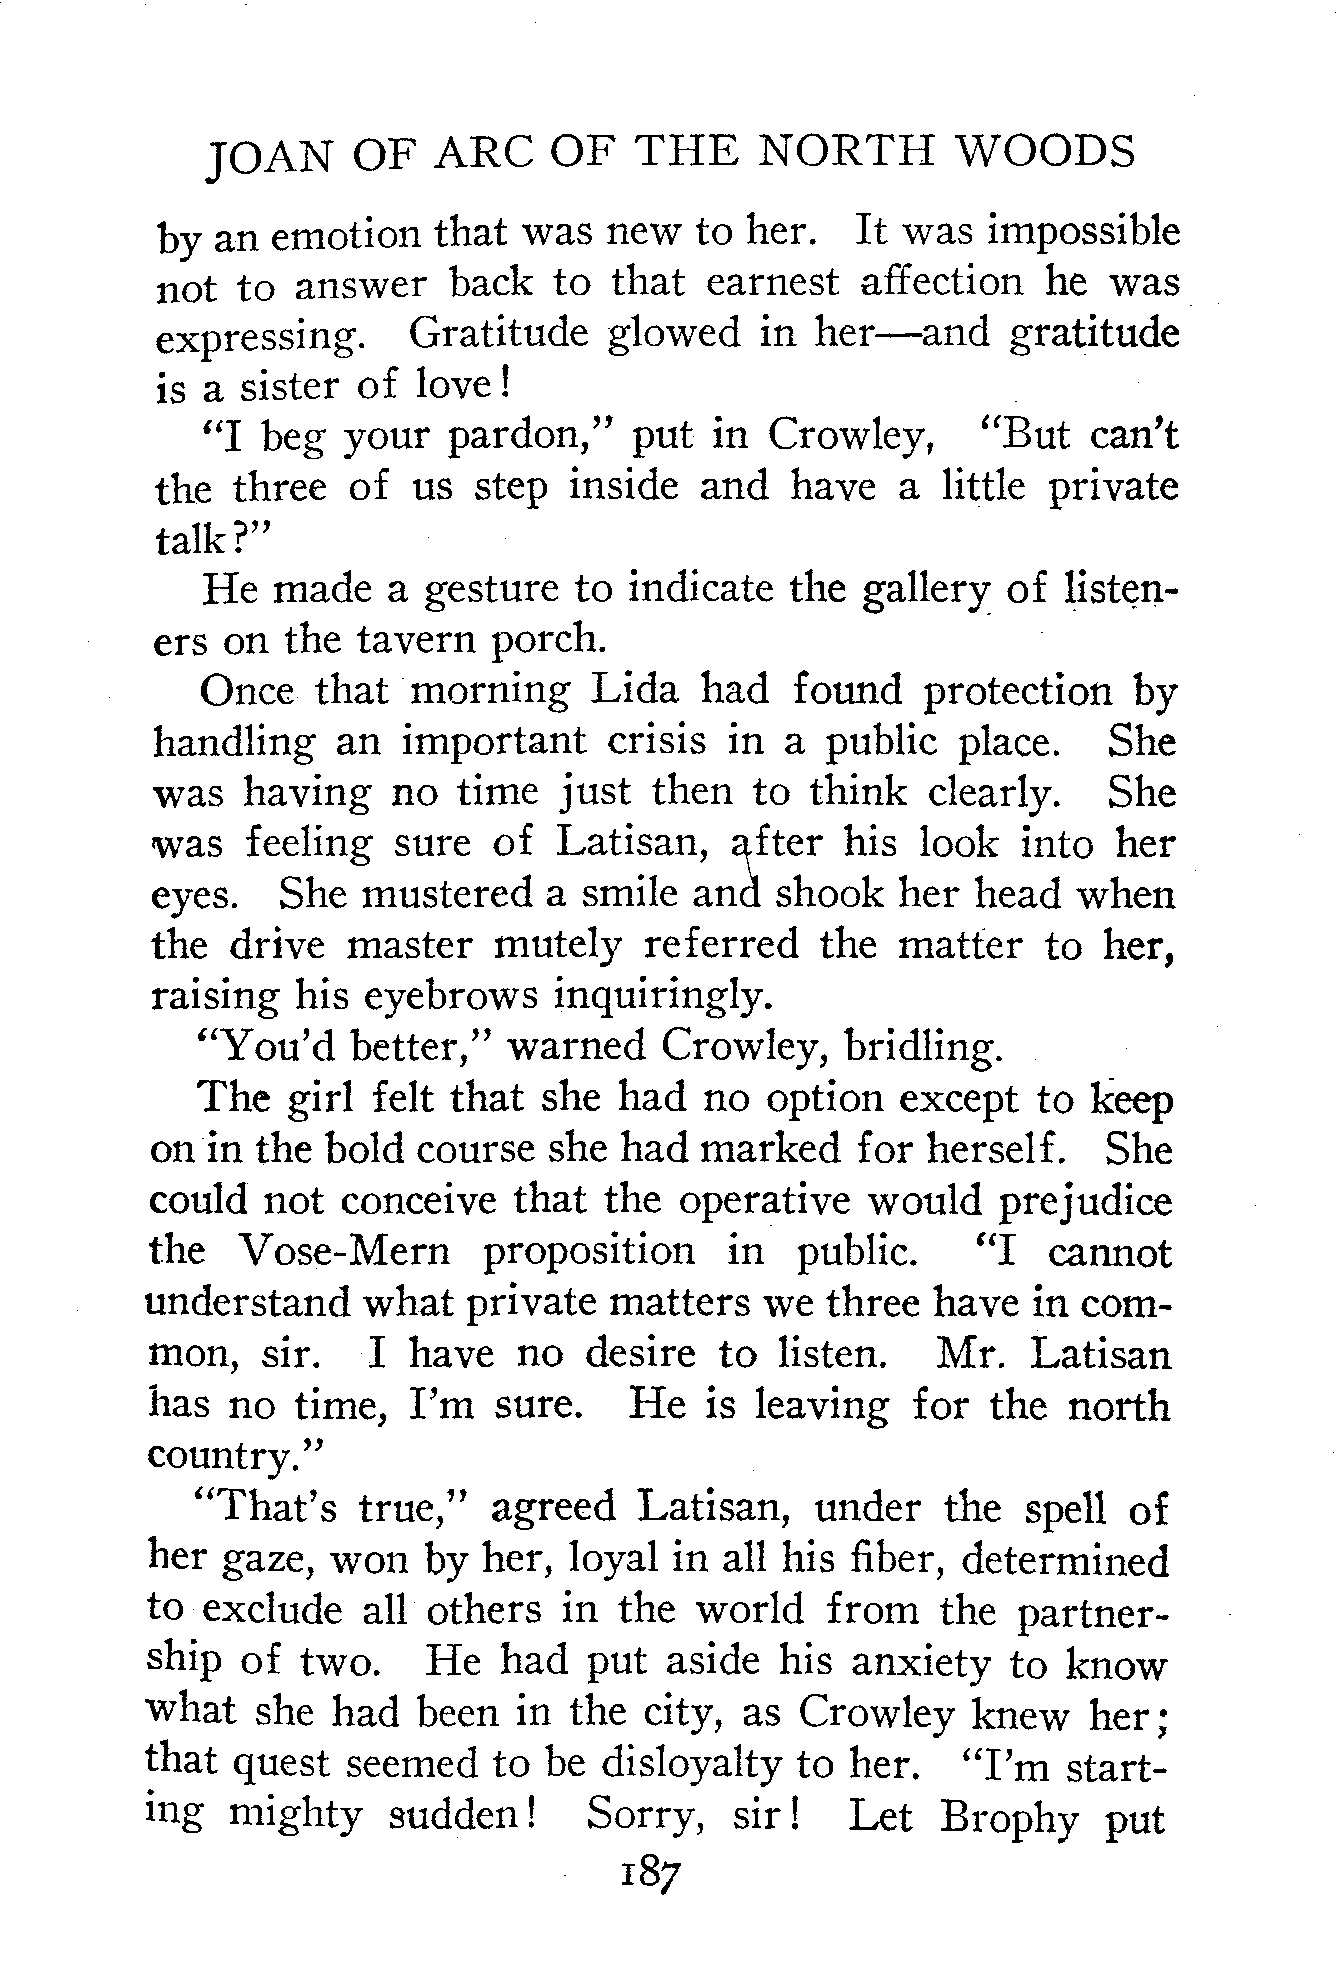 JOAN OF ARC OF THE NORTH WOODS
by an emotion that was new to her. It was impossible
not to answer back to that earnest affection he was
expressing. Gratitude glowed in her—and gratitude
is a sister of love!
“I beg your pardon,” put in Crowley, “But can’t
the three of us step inside and have a little private
talk?”
He made a gesture to indicate the gallery of listen-
ers on the tavern porch.
Once that morning Lida had found protection by
handling an important crisis in a public place. She
was having no time just then to think clearly. She
was feeling sure of Latisan, after his look into her
eyes. She mustered a smile and shook her head when
the drive master mutely referred the matter to her,
raising his eyebrows inquiringly.
“You’d better,” warned Crowley, bridling.
The girl felt that she had no option except to keep
on in the bold course she had marked for herself. She
could not conceive that the operative would prejudice
the Vose-Mern proposition in public. “I cannot
understand what private matters we three have in com-
mon, sir. I have no desire to listen. Mr. Latisan
has no time, I’m sure. He is leaving for the north
country.”
“That’s true,” agreed Latisan, under the spell of
her gaze, won by her, loyal in all his fiber, determined
to exclude all others in the world from the partner-
ship of two. He had put aside his anxiety to know
what she had been in the city, as Crowley knew her;
that quest seemed to be disloyalty to her. “I’m start-
ing mighty sudden! Sorry, sir! Let Brophy put
187